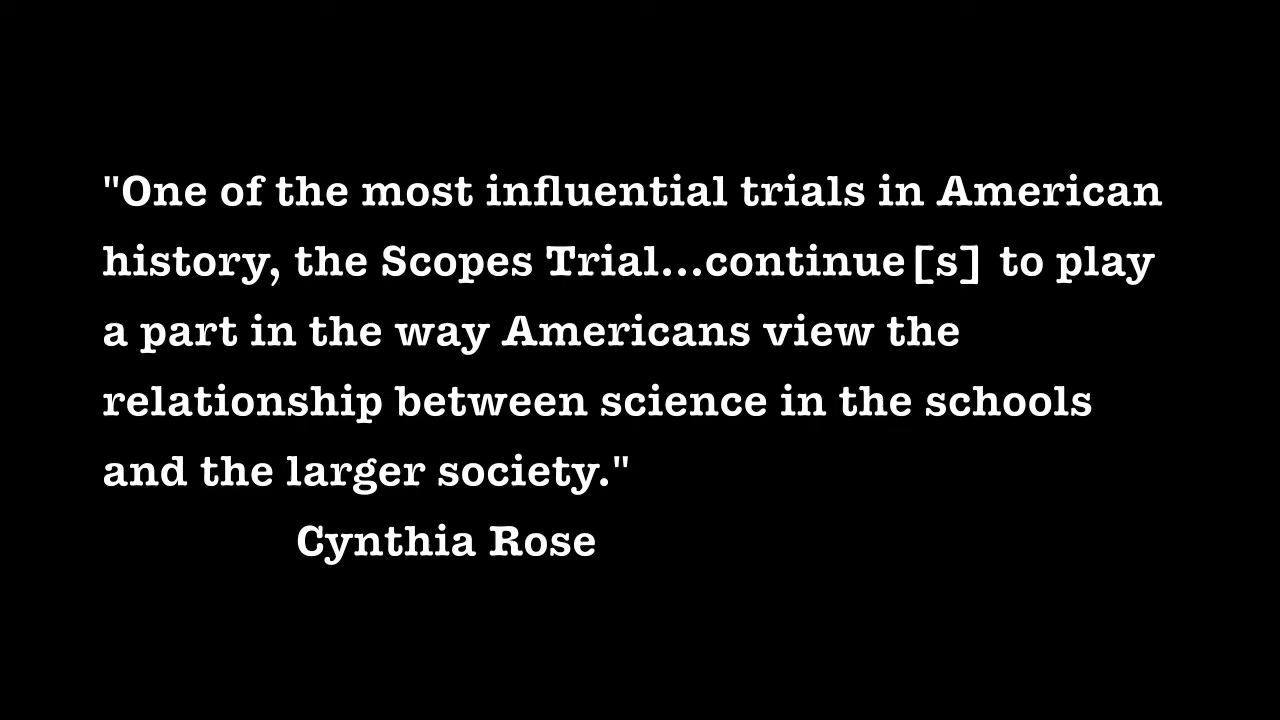 "One of the most influential trials in American
history, the Scopes Trial...continue[s] to play
a part in the way Americans view the
relationship between science in the schools
and the larger society."
Cynthia Rose